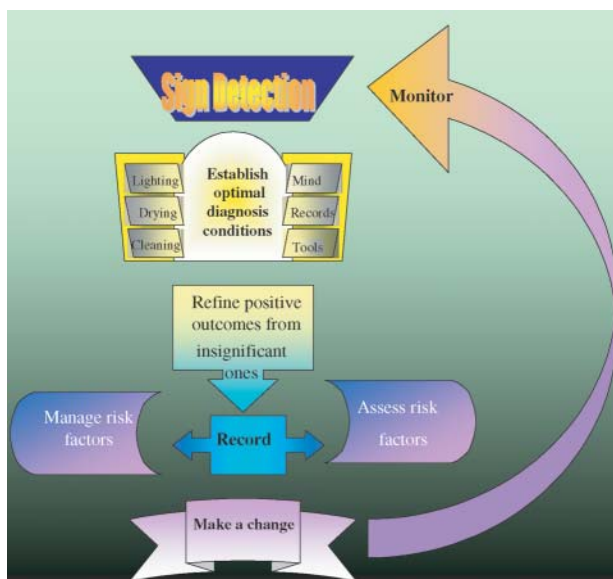 Sign Detection
Monitor
Lighting
Drying
Cleaning
Establish
optimal
diagnosis
conditions
Mind
Records
Tools
Refine positive
outcomes from
insignificant
ones
Manage risk
factors
Record
Assess risk
factors
Make a change